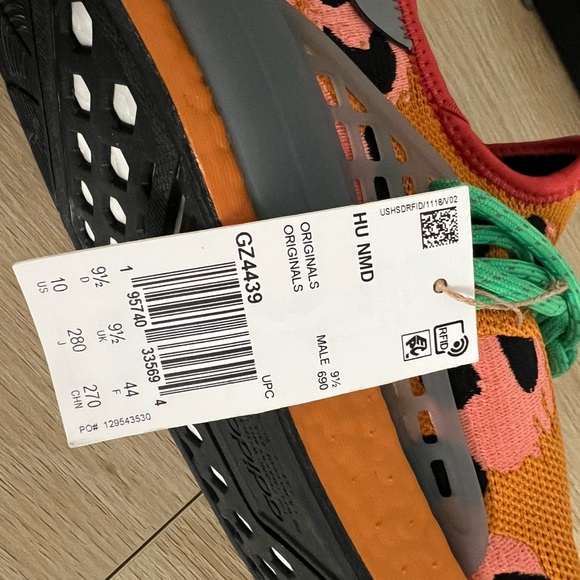 USHSDRFID/1118/V02
HU NMD
ORIGINALS
ORIGINALS
MALE 9½
690
RFID
GZ4439
UPC
1 95740 33569 4
9½ 9½ 44
D UK F
10 280 270
US J CHN
PO# 129543530